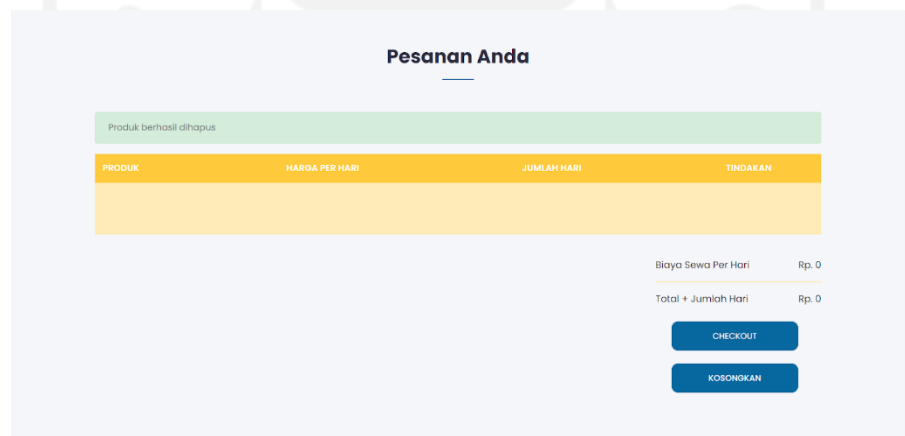 Pesanan Anda
Produk berhasil dihapus
PRODUK HARGA PER HARI JUMLAH HARI TINDAKAN
Biaya Sewa Per Hari Rp. 0
Total + Jumlah Hari Rp. 0
CHECKOUT
KOSONGKAN